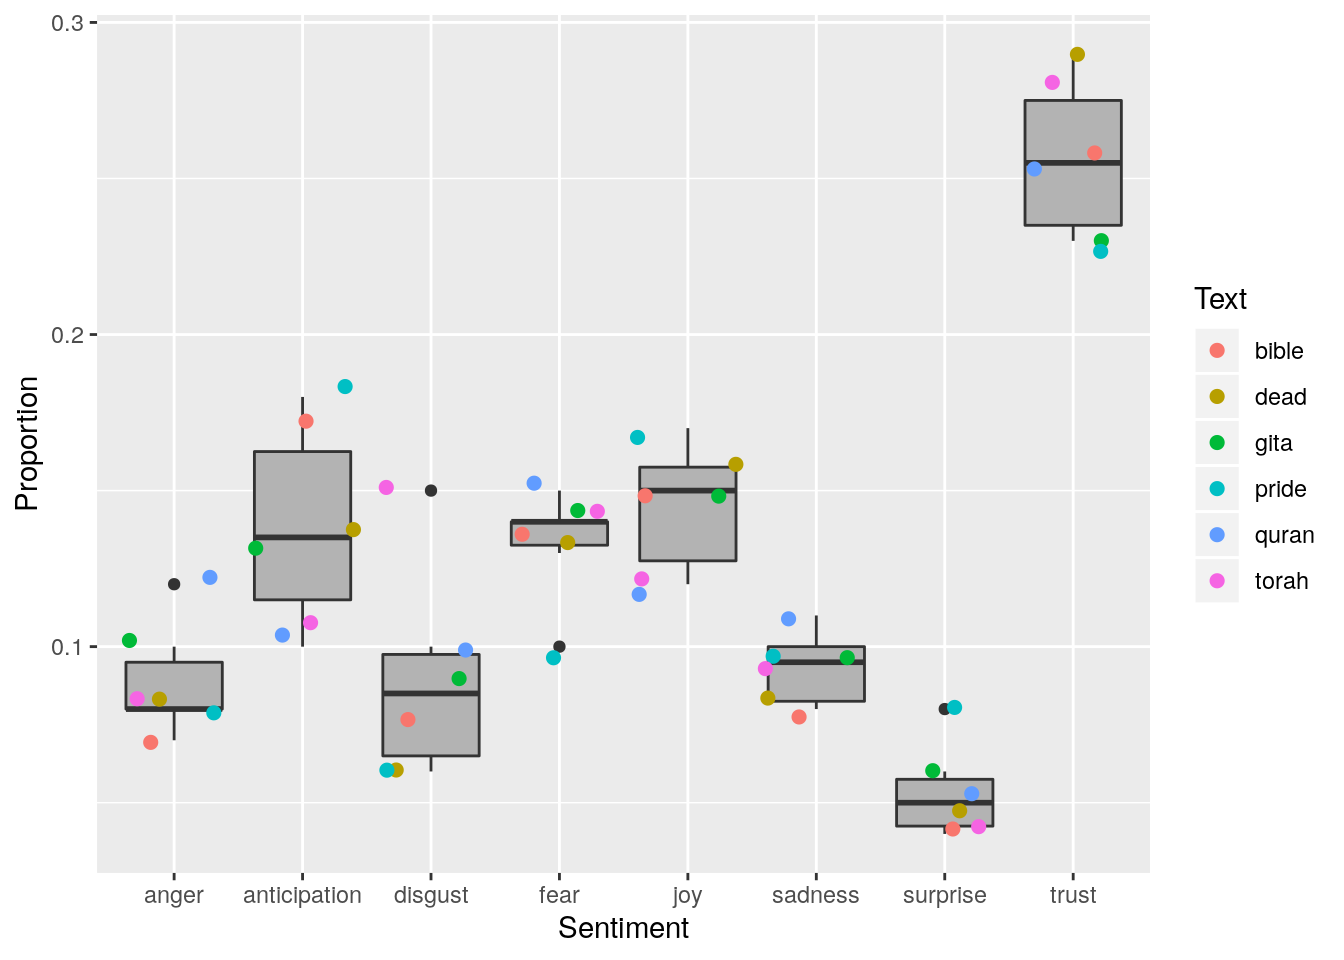 0.3
0.2
0.1
Proportion
anger anticipation disgust fear joy sadness surprise trust
Sentiment
Text
bible
dead
gita
pride
quran
torah